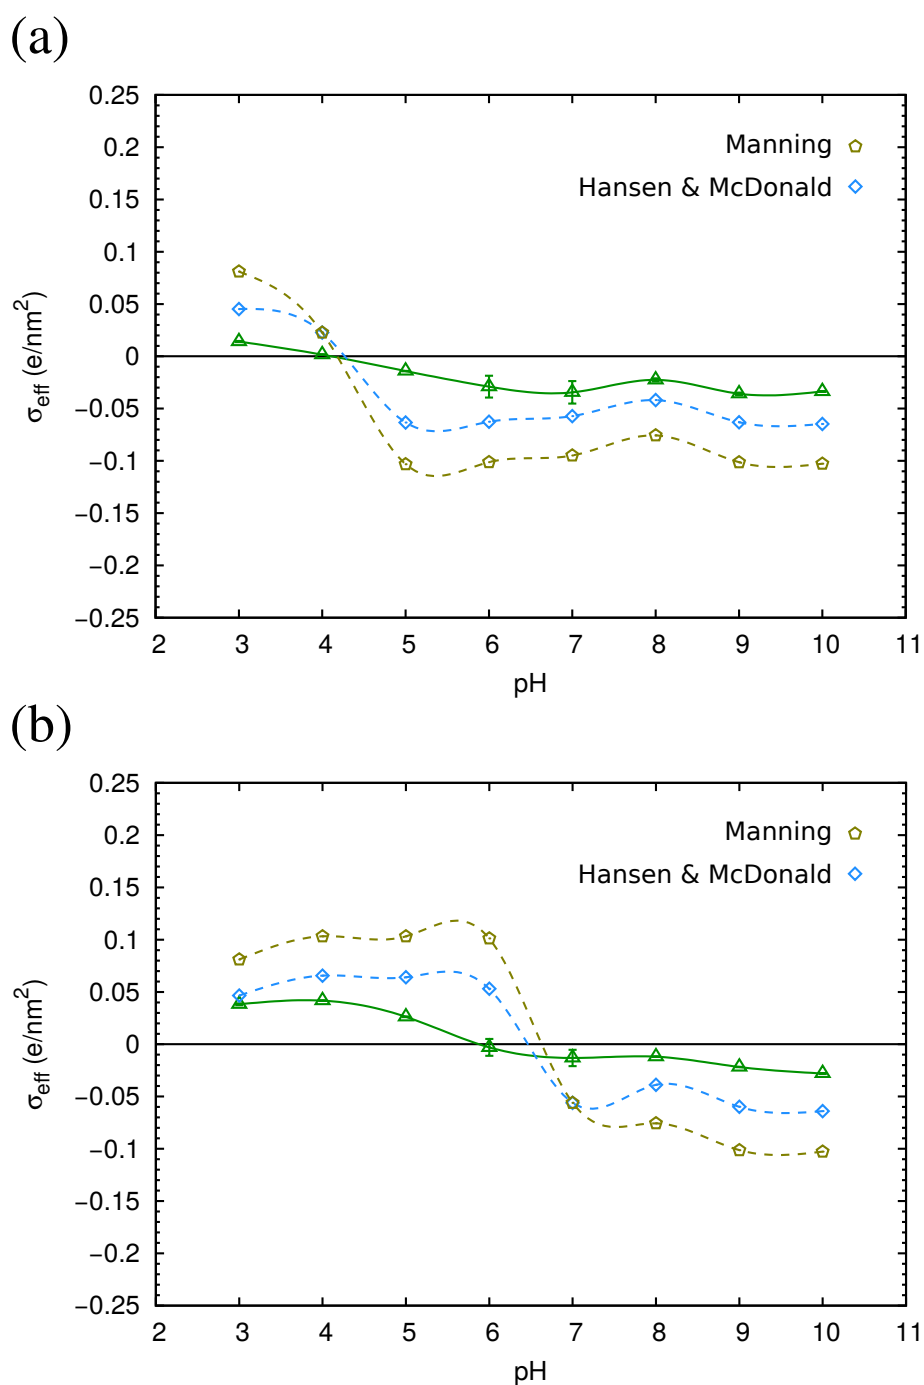 (a)
0.25
0.2
0.15
0.1
0.05
0
−0.05
−0.1
−0.15
−0.2
−0.25
σeff (e/nm2)
Manning
Hansen & McDonald
2 3 4 5 6 7 8 9 10 11
pH
(b)
0.25
0.2
0.15
0.1
0.05
0
−0.05
−0.1
−0.15
−0.2
−0.25
σeff (e/nm2)
Manning
Hansen & McDonald
2 3 4 5 6 7 8 9 10 11
pH